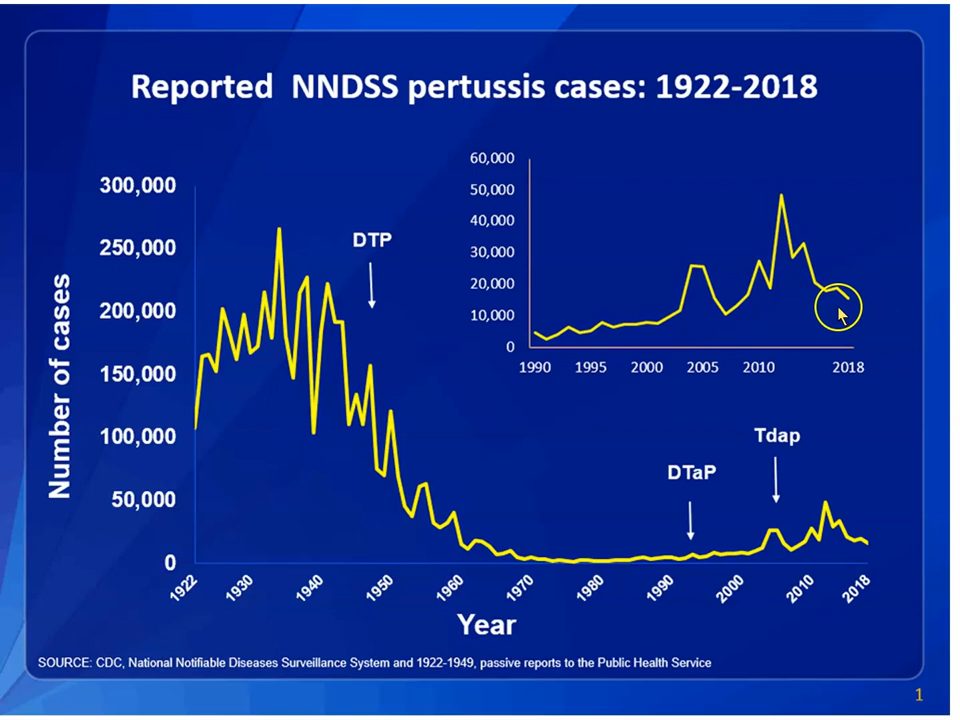 Reported  NNDSS pertussis cases: 1922-2018
60,000
50,000
40,000
30,000
20,000
10,000
0
1990 1995 2000 2005 2010 2018
Number of cases
300,000
250,000
200,000
150,000
100,000
50,000
0
DTP
DTaP
Tdap
1922 1930 1940 1950 1960 1970 1980 1990 2000 2010 2018
Year
SOURCE: CDC, National Notifiable Diseases Surveillance System and 1922-1949, passive reports to the Public Health Service
1